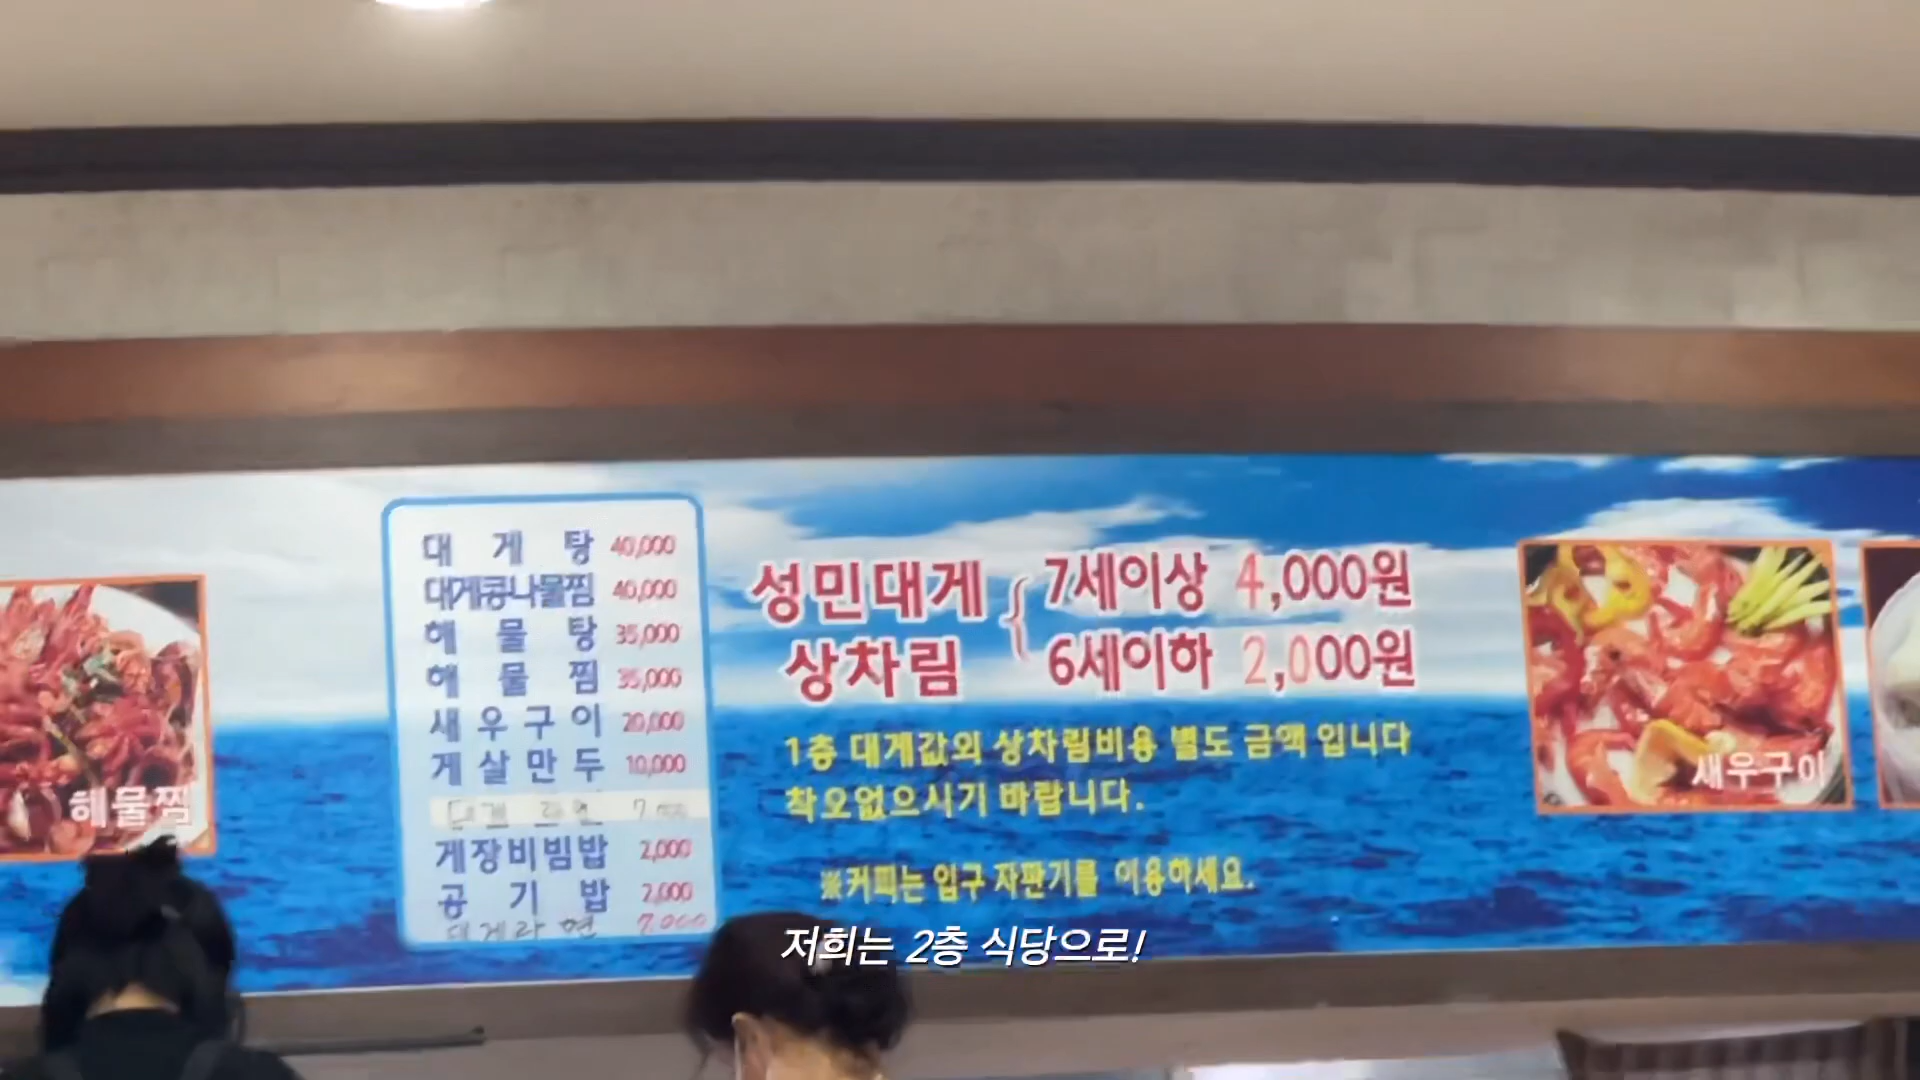 대게탕 40,000
대게콩나물찜 40,000
해물탕 35,000
해물찜 35,000
새우구이 20,000
게살만두 10,000
게장비빔밥 2,000
공기밥 2,000
대게라면 7,000
성민대게 상차림
7세이상 4,000원
6세이하 2,000원
1층 대게값외 상차림비용 별도 금액 입니다
착오없으시기 바랍니다.
※커피는 입구 자판기를 이용하세요.
해물찜
새우구이
저희는 2층 식당으로!